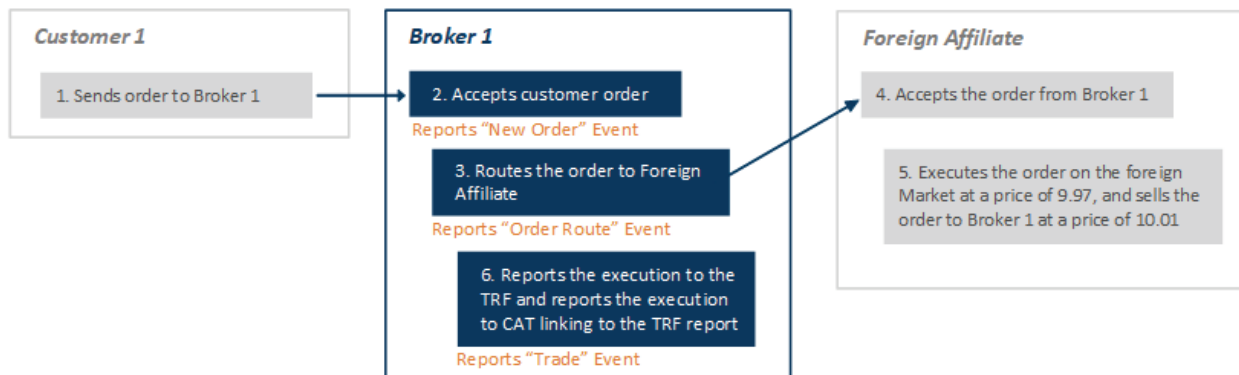 Customer 1
1. Sends order to Broker 1
Broker 1
2. Accepts customer order
Reports “New Order” Event
3. Routes the order to Foreign
Affiliate
Reports “Order Route” Event
6. Reports the execution to the
TRF and reports the execution
to CAT linking to the TRF report
Reports “Trade” Event
Foreign Affiliate
4. Accepts the order from Broker 1
5. Executes the order on the foreign
Market at a price of 9.97, and sells the
order to Broker 1 at a price of 10.01